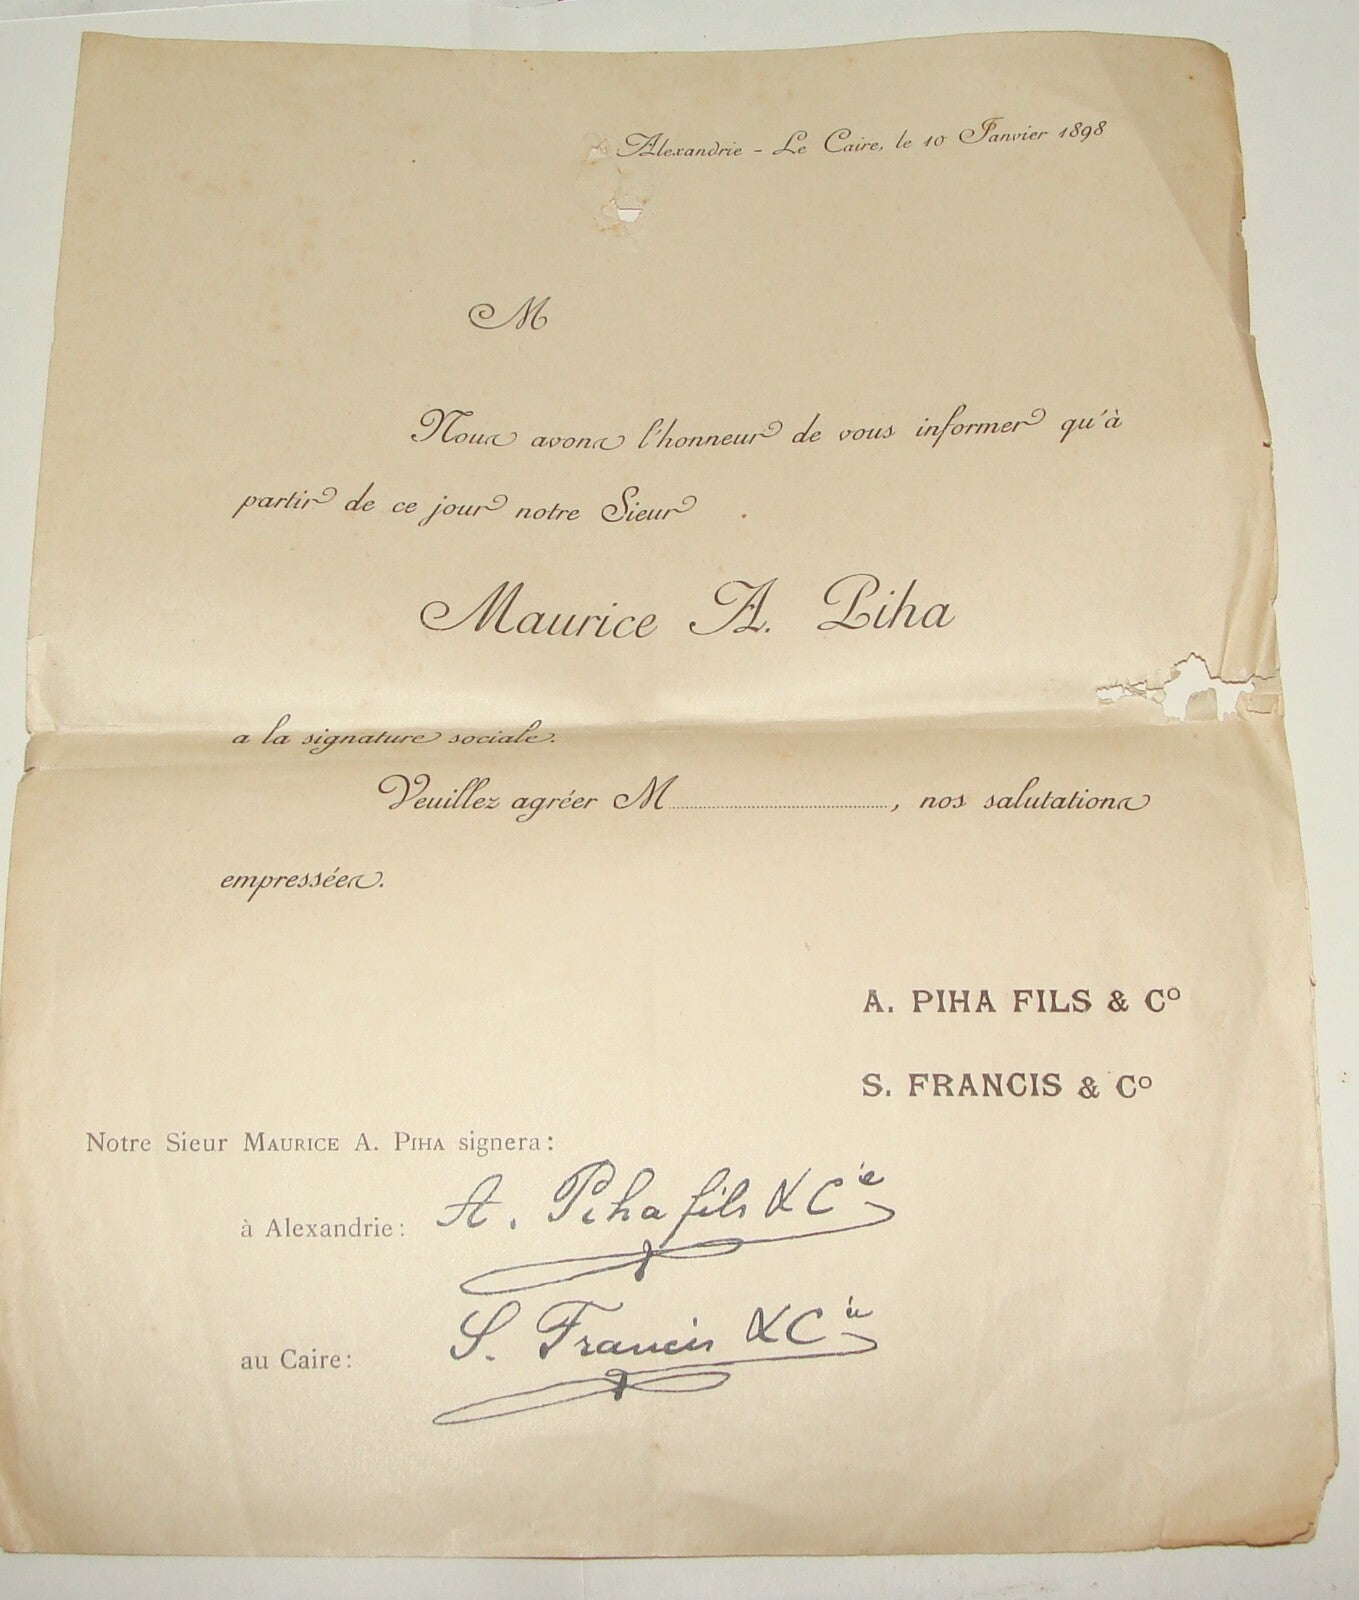 Alexandrie - Le Caire, le 10 Janvier 1898
M
Nous avons l'honneur de vous informer qu'à
partir de ce jour notre Sieur
Maurice A. Piha
a la signature sociale.
Veuillez agréer M...................., nos salutations
empressées.
A. PIHA FILS & Cº
S. FRANCIS & Cº
Notre Sieur MAURICE A. PIHA signera:
à Alexandrie: A. Piha fils & Cie
au Caire: S. Francis & Cie